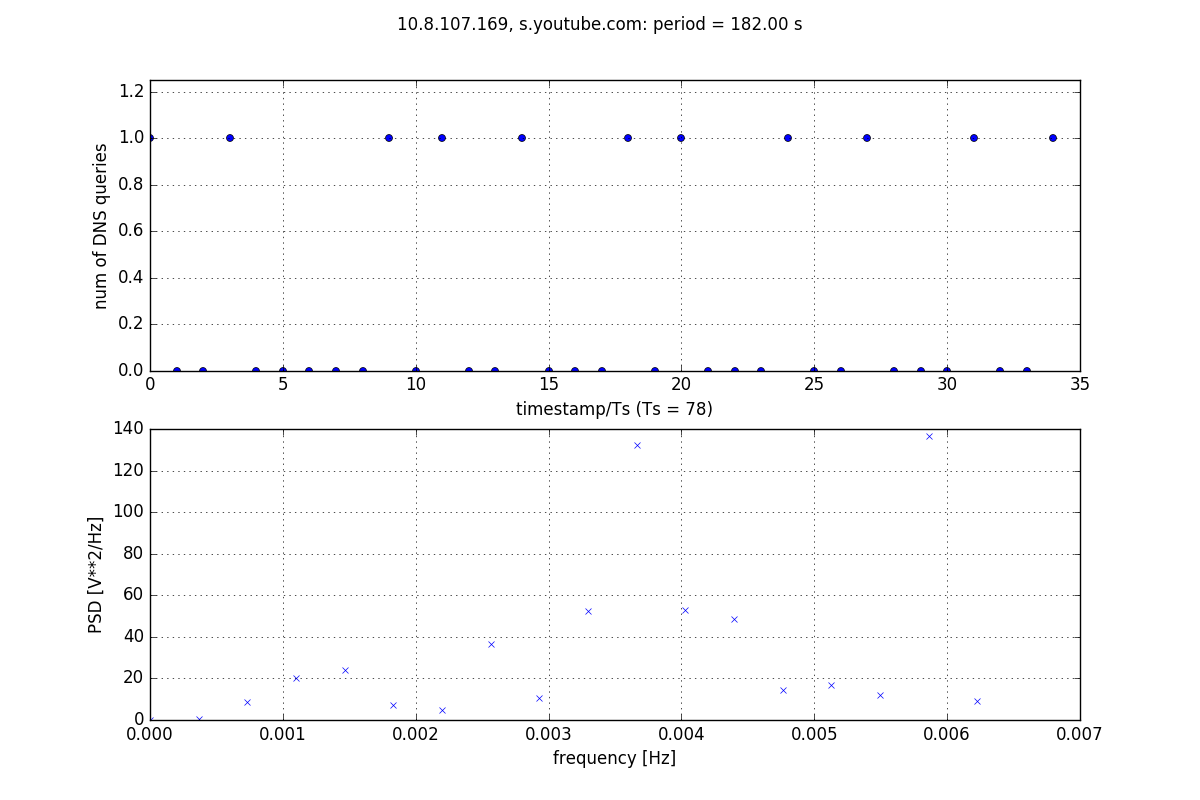 10.8.107.169, s.youtube.com: period = 182.00 s
num of DNS queries
1.2
1.0
0.8
0.6
0.4
0.2
0.0
0 5 10 15 20 25 30 35
timestamp/Ts (Ts = 78)
PSD [V**2/Hz]
140
120
100
80
60
40
20
0
0.000 0.001 0.002 0.003 0.004 0.005 0.006 0.007
frequency [Hz]